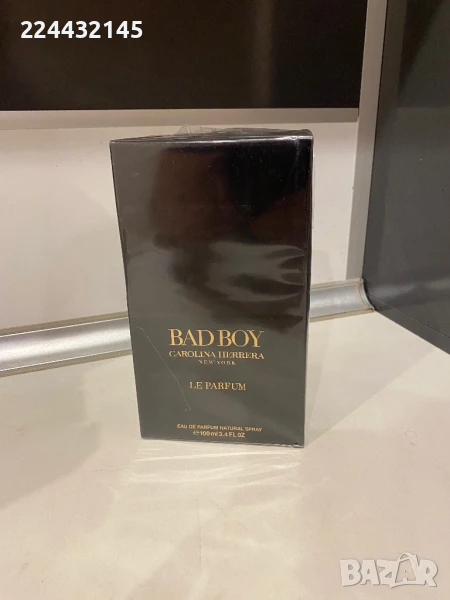 224432145
BAD BOY
CAROLINA HERRERA
NEW YORK
LE PARFUM
EAU DE PARFUM NATURAL SPRAY
e 100 ml/3.4 FL.OZ
BAZAR